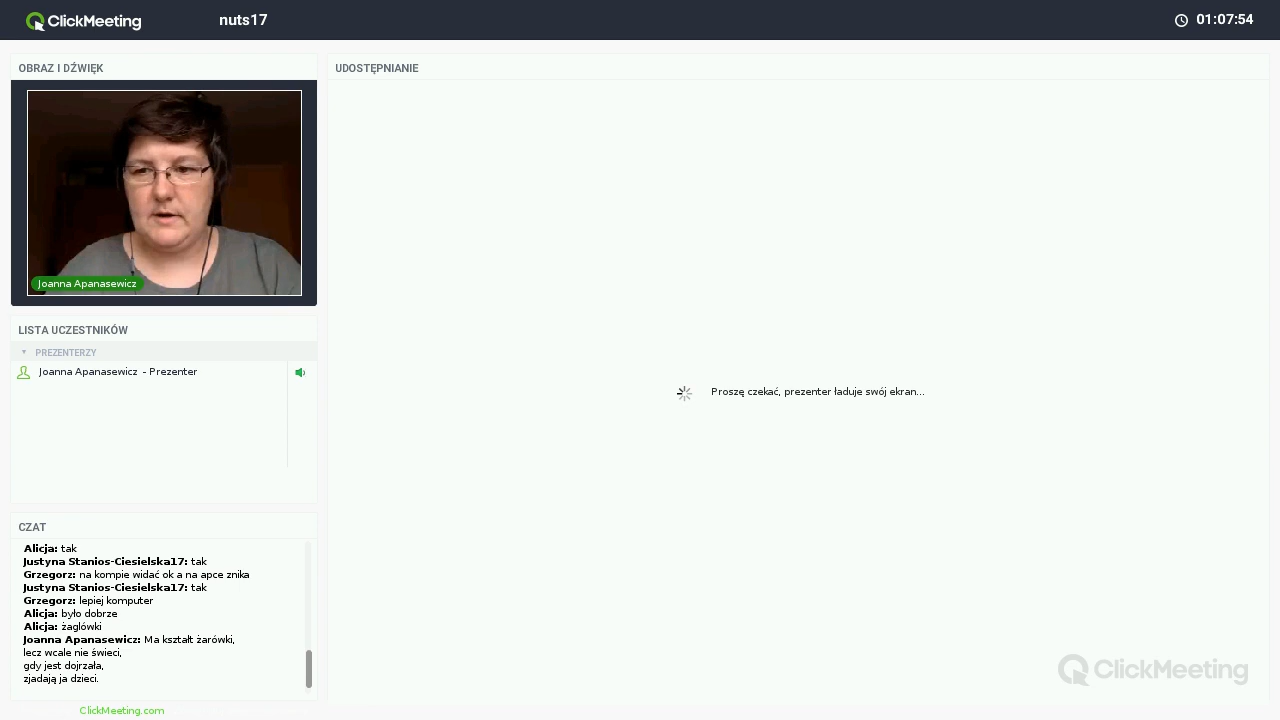 ClickMeeting
nuts17
01:07:54
OBRAZ I DŹWIĘK
UDOSTĘPNIANIE
Joanna Apanasewicz
LISTA UCZESTNIKÓW
PREZENTERZY
Joanna Apanasewicz - Prezenter
Proszę czekać, prezenter ładuje swój ekran...
CZAT
Alicja: tak
Justyna Stanios-Ciesielska17: tak
Grzegorz: na kompie widać ok a na apce znika
Justyna Stanios-Ciesielska17: tak
Grzegorz: lepiej komputer
Alicja: było dobrze
Alicja: żaglówki
Joanna Apanasewicz: Ma kształt żarówki,
lecz wcale nie świeci,
gdy jest dojrzała,
zjadają ja dzieci.
ClickMeeting
ClickMeeting.com